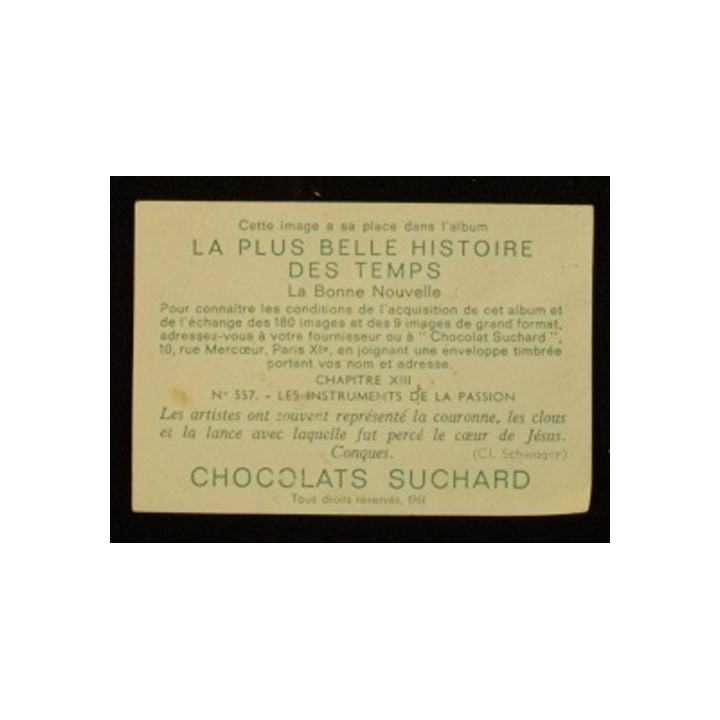 Cette image a sa place dans l'album
LA PLUS BELLE HISTOIRE
DES TEMPS
La Bonne Nouvelle
Pour connaître les conditions de l'acquisition de cet album et
de l'échange des 180 images et des 9 images de grand format,
adressez-vous à votre fournisseur ou à " Chocolat Suchard ",
10, rue Mercœur, Paris XIe, en joignant une enveloppe timbrée
portant vos nom et adresse.
CHAPITRE XIII
N° 557. - LES INSTRUMENTS DE LA PASSION
Les artistes ont souvent représenté la couronne, les clous
et la lance avec laquelle fut percé le cœur de Jésus.
Conques. (Cl. Schwager)
CHOCOLATS SUCHARD
Tous droits réservés, 1961